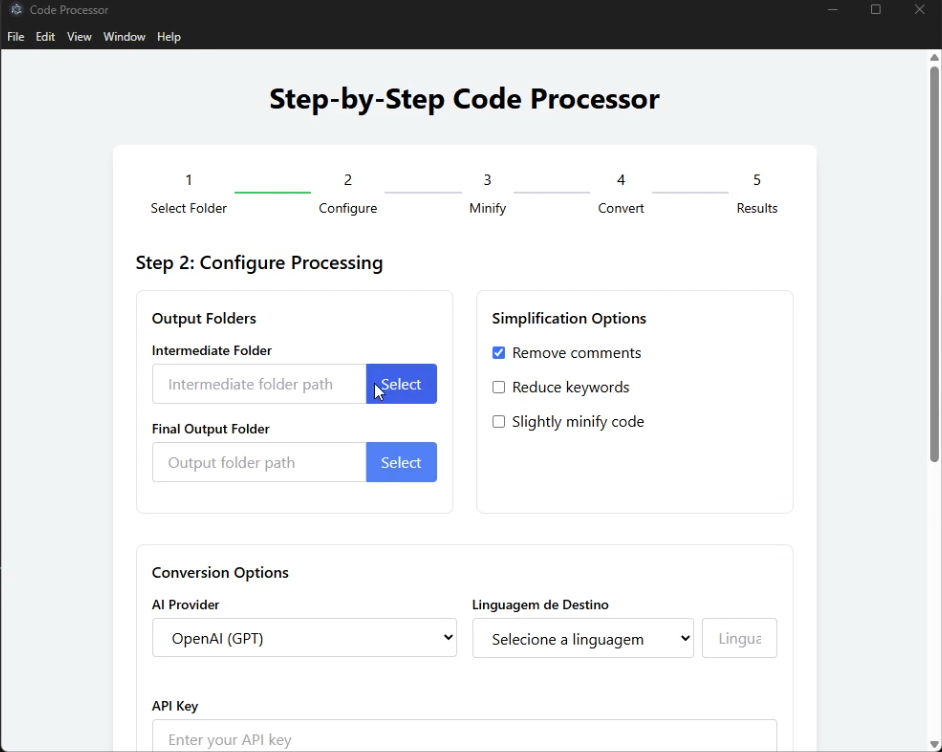 Code Processor
File Edit View Window Help
Step-by-Step Code Processor
1 2 3 4 5
Select Folder Configure Minify Convert Results
Step 2: Configure Processing
Output Folders
Intermediate Folder
Intermediate folder path Select
Final Output Folder
Output folder path Select
Simplification Options
Remove comments
Reduce keywords
Slightly minify code
Conversion Options
AI Provider
OpenAI (GPT)
Linguagem de Destino
Selecione a linguagem Lingua
API Key
Enter your API key